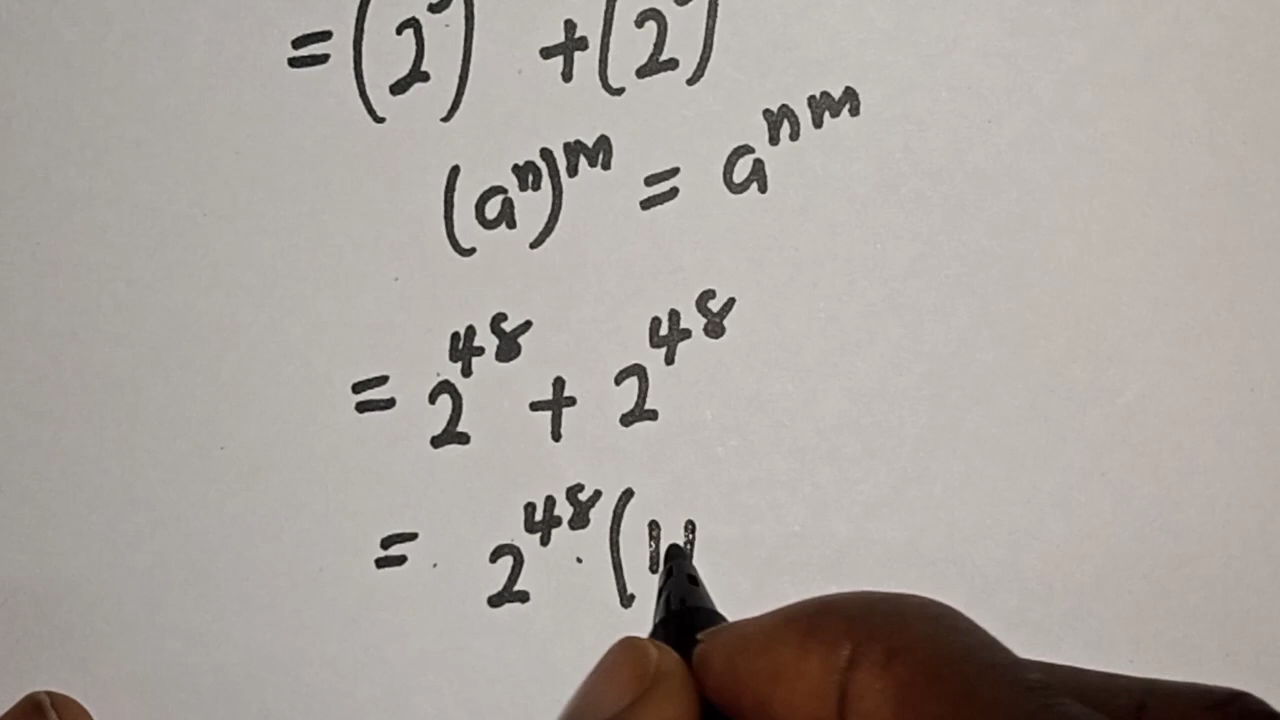 = (2 ) + (2 )
(aⁿ)ᵐ = aⁿᵐ
= 2⁴⁸ + 2⁴⁸
= 2⁴⁸ (1